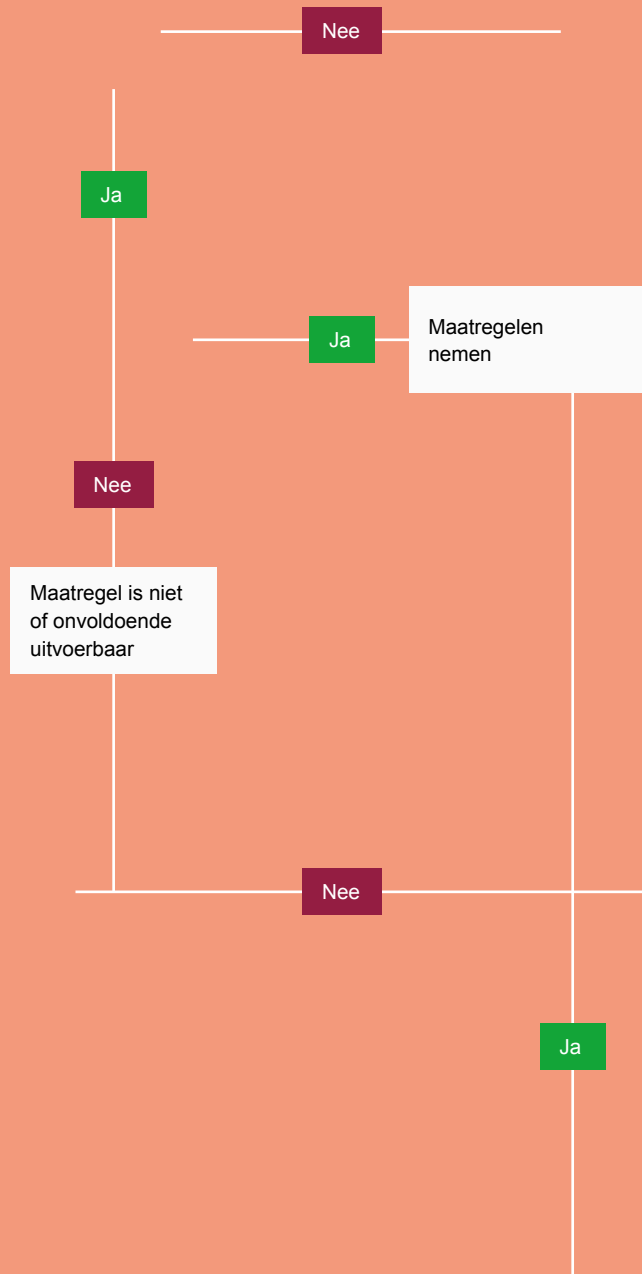 Nee
Ja
Ja
Maatregelen
nemen
Nee
Maatregel is niet
of onvoldoende
uitvoerbaar
Nee
Ja